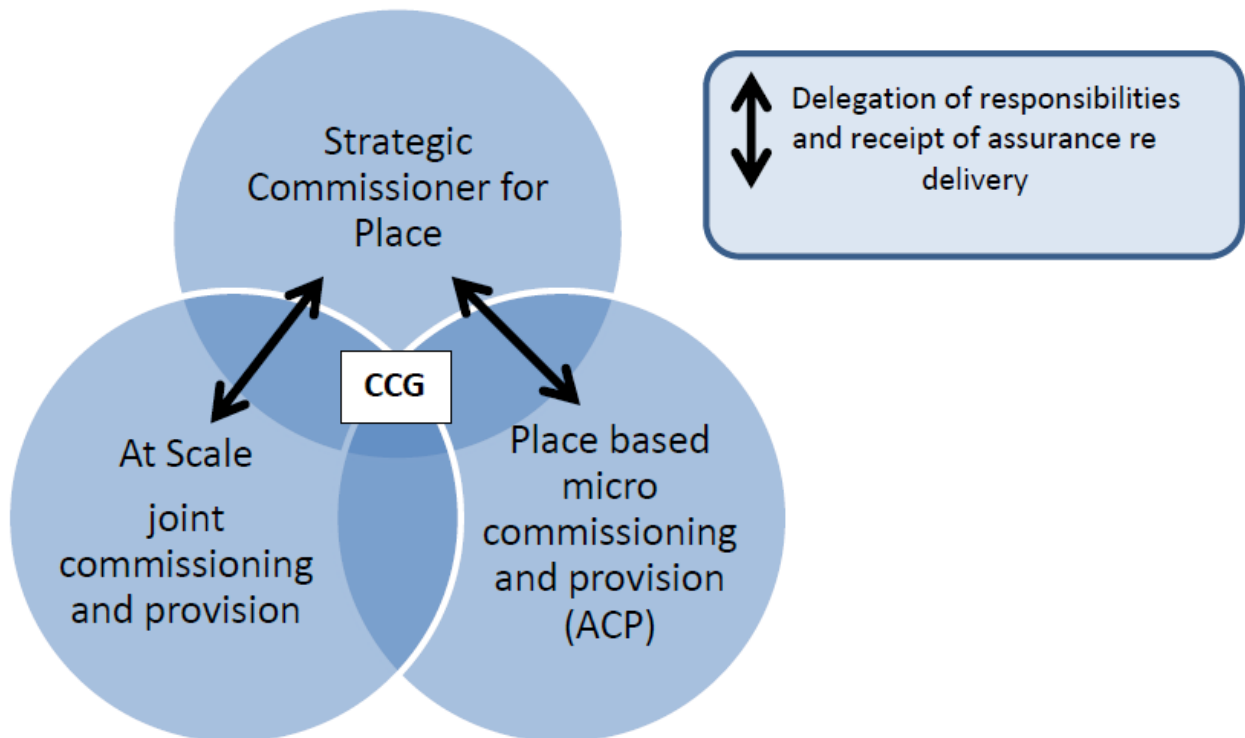 Strategic
Commissioner for
Place
CCG
At Scale
joint
commissioning
and provision
Place based
micro
commissioning
and provision
(ACP)
Delegation of responsibilities
and receipt of assurance re
delivery